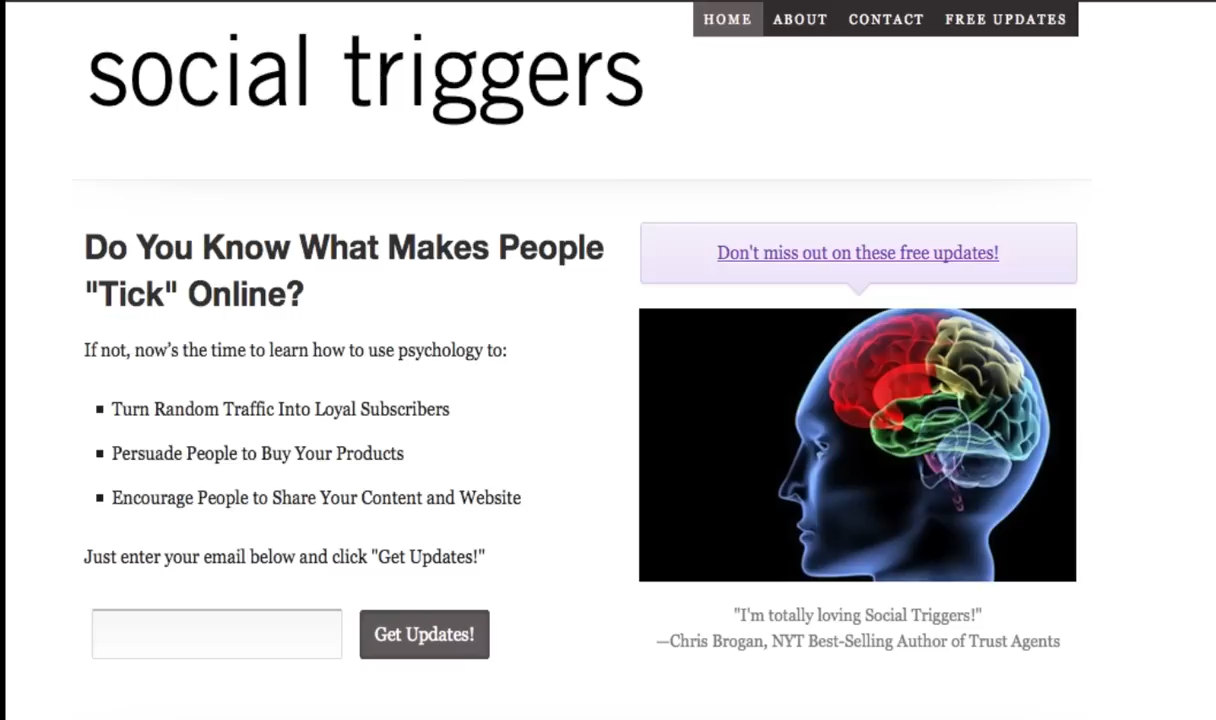 HOME ABOUT CONTACT FREE UPDATES
social triggers
Do You Know What Makes People
"Tick" Online?
If not, now's the time to learn how to use psychology to:
Turn Random Traffic Into Loyal Subscribers
Persuade People to Buy Your Products
Encourage People to Share Your Content and Website
Just enter your email below and click "Get Updates!"
Get Updates!
Don't miss out on these free updates!
"I'm totally loving Social Triggers!"
—Chris Brogan, NYT Best-Selling Author of Trust Agents